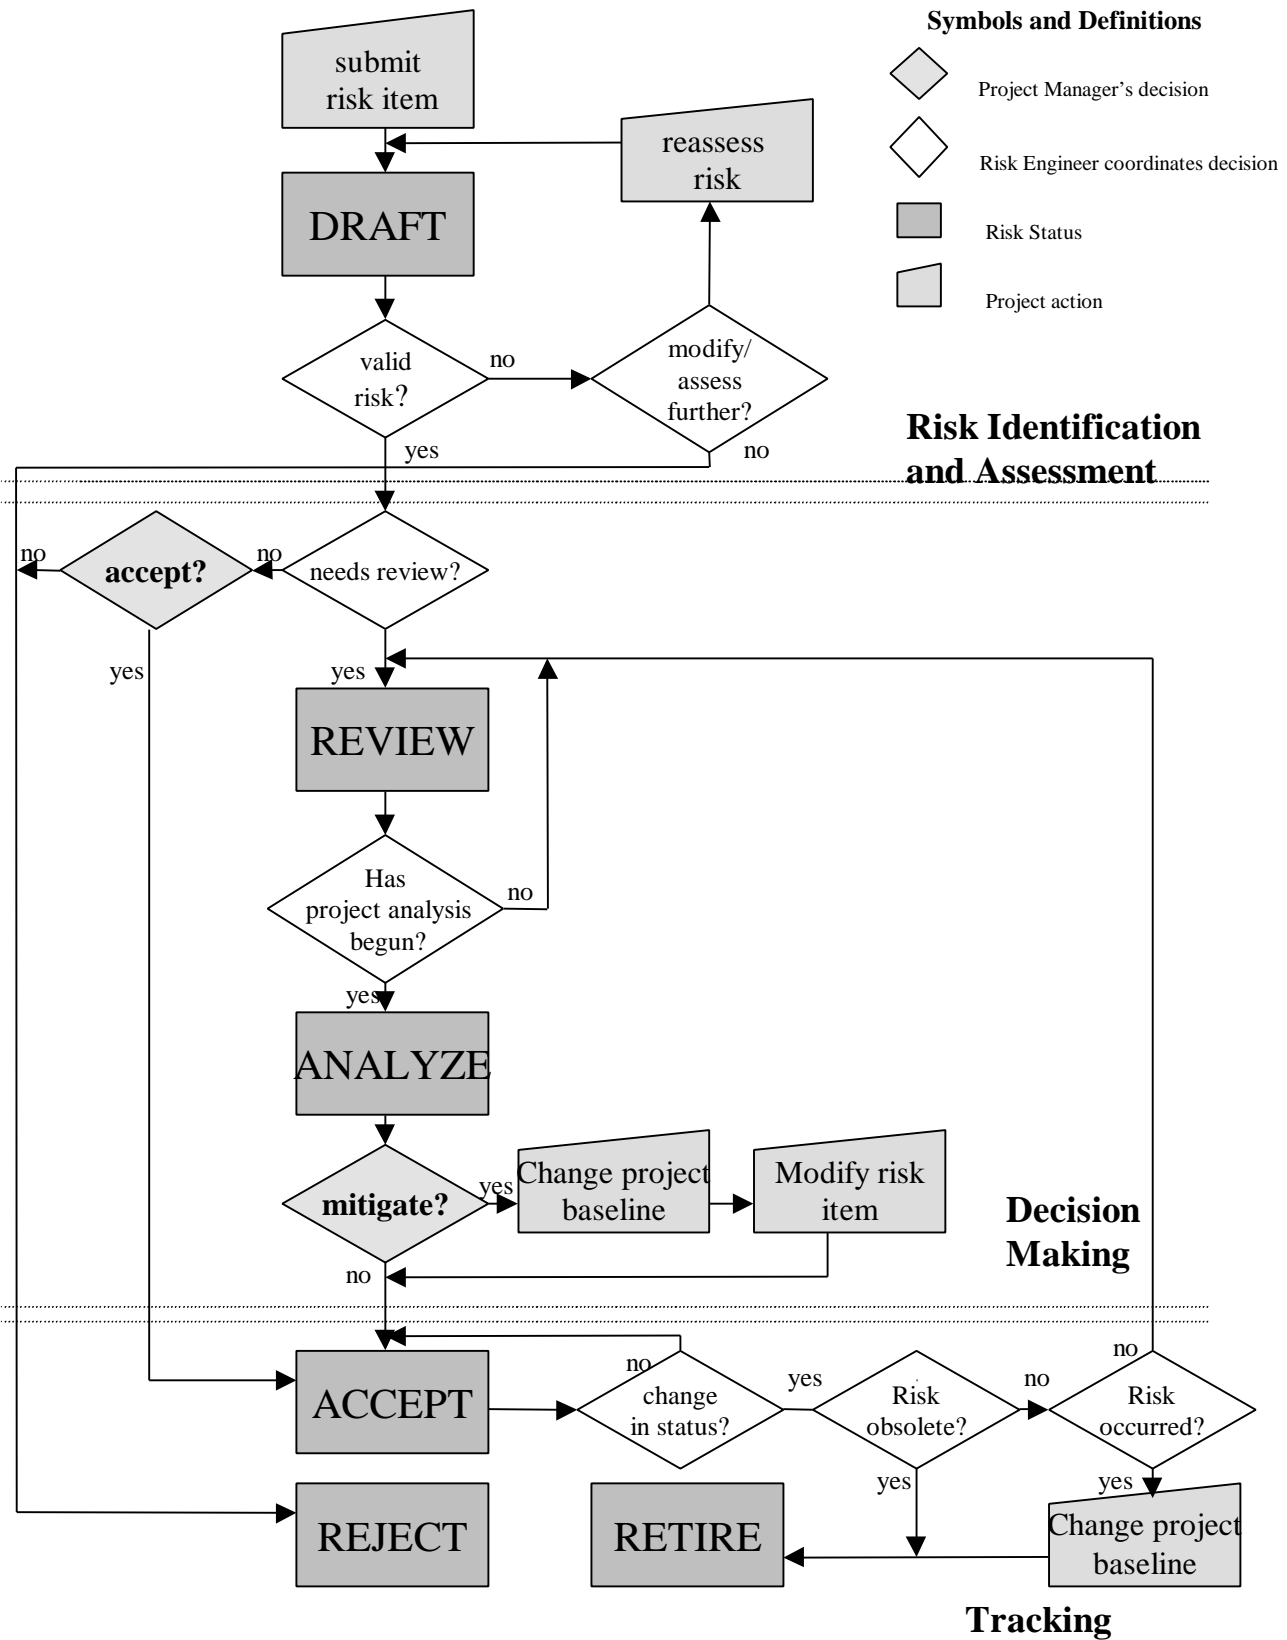 Symbols and Definitions
Project Manager’s decision
Risk Engineer coordinates decision
Risk Status
Project action
submit
risk item
reassess
risk
DRAFT
valid
risk?
no
modify/
assess
further?
yes
no
Risk Identification
and Assessment
no
accept?
no
needs review?
yes
yes
REVIEW
Has
project analysis
begun?
no
yes
ANALYZE
mitigate?
yes
Change project
baseline
Modify risk
item
no
Decision
Making
ACCEPT
no
change
in status?
yes
Risk
obsolete?
no
no
Risk
occurred?
yes
yes
REJECT
RETIRE
Change project
baseline
Tracking